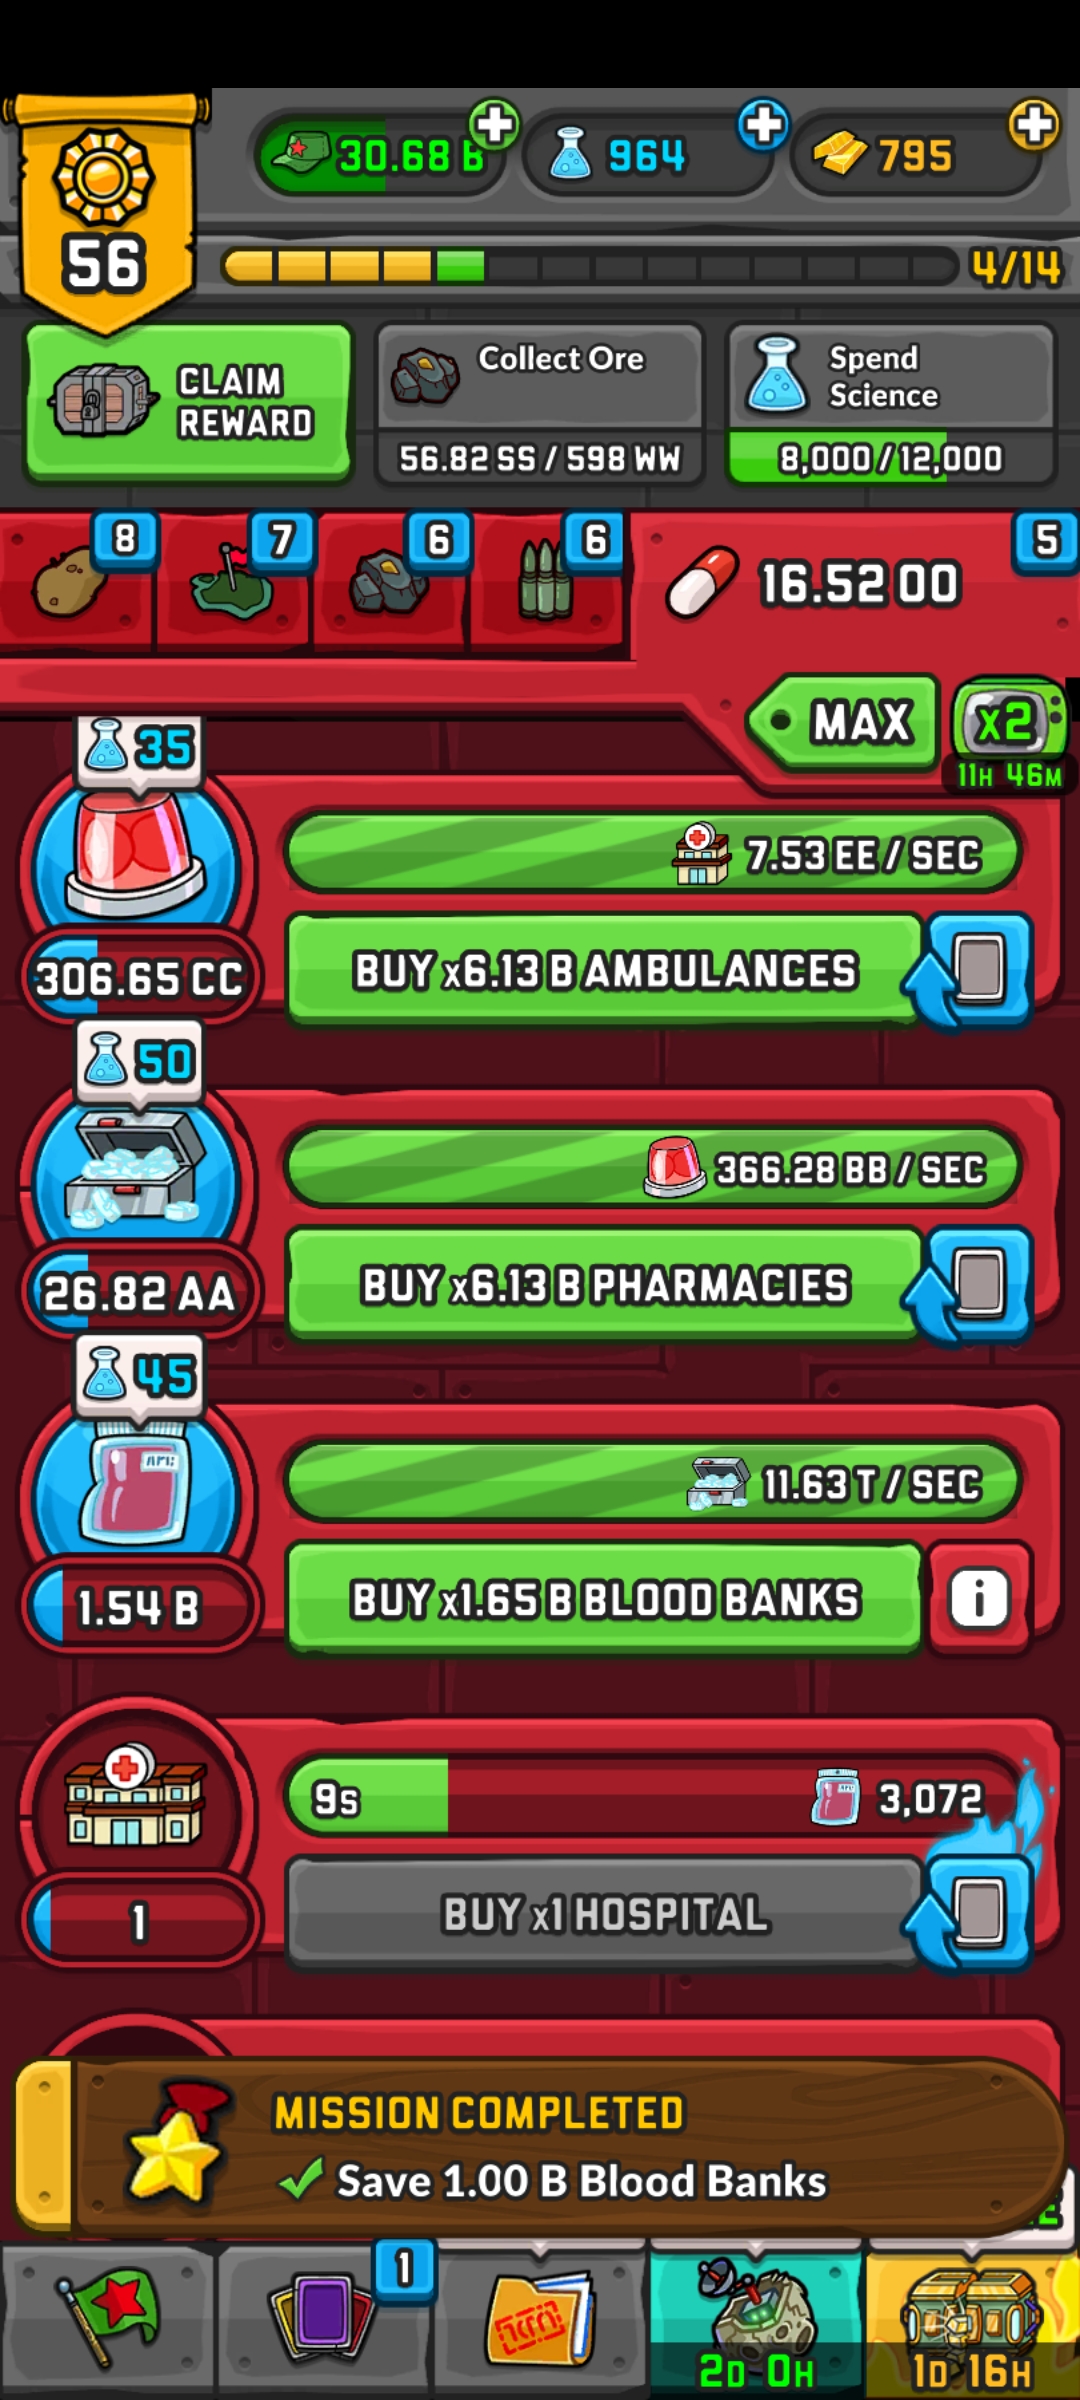 30.68 B
964
795
56
4/14
CLAIM
REWARD
Collect Ore
56.82 SS / 598 WW
Spend
Science
8,000 / 12,000
8
7
6
6
16.52 OO
5
MAX
x2
11H 46M
35
7.53 EE / SEC
306.65 CC
BUY x6.13 B AMBULANCES
50
366.28 BB / SEC
26.82 AA
BUY x6.13 B PHARMACIES
45
11.63 T / SEC
1.54 B
BUY x1.65 B BLOOD BANKS
i
9s
3,072
1
BUY x1 HOSPITAL
MISSION COMPLETED
Save 1.00 B Blood Banks
1
2D 0H
1D 16H